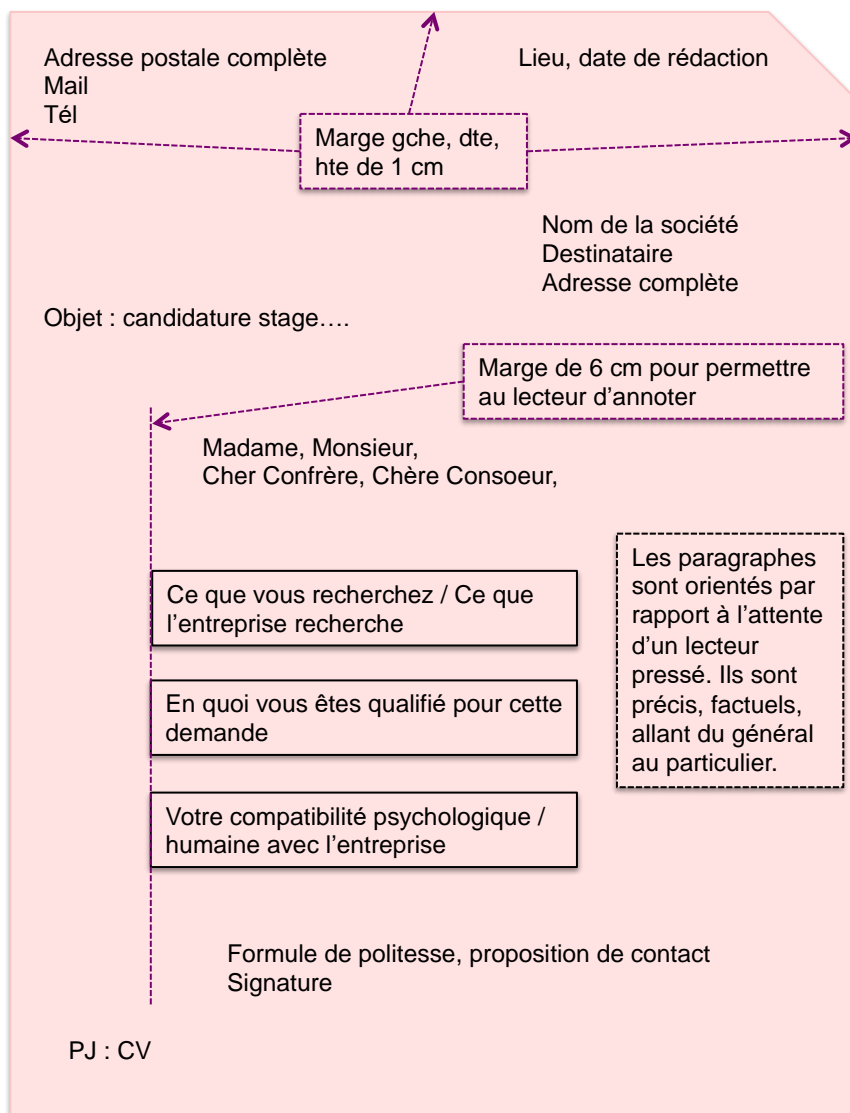 Adresse postale complète
Mail
Tél
Lieu, date de rédaction
Marge gche, dte,
hte de 1 cm
Nom de la société
Destinataire
Adresse complète
Objet : candidature stage….
Marge de 6 cm pour permettre
au lecteur d’annoter
Madame, Monsieur,
Cher Confrère, Chère Consoeur,
Ce que vous recherchez / Ce que
l’entreprise recherche
En quoi vous êtes qualifié pour cette
demande
Votre compatibilité psychologique /
humaine avec l’entreprise
Les paragraphes
sont orientés par
rapport à l’attente
d’un lecteur
pressé. Ils sont
précis, factuels,
allant du général
au particulier.
Formule de politesse, proposition de contact
Signature
PJ : CV